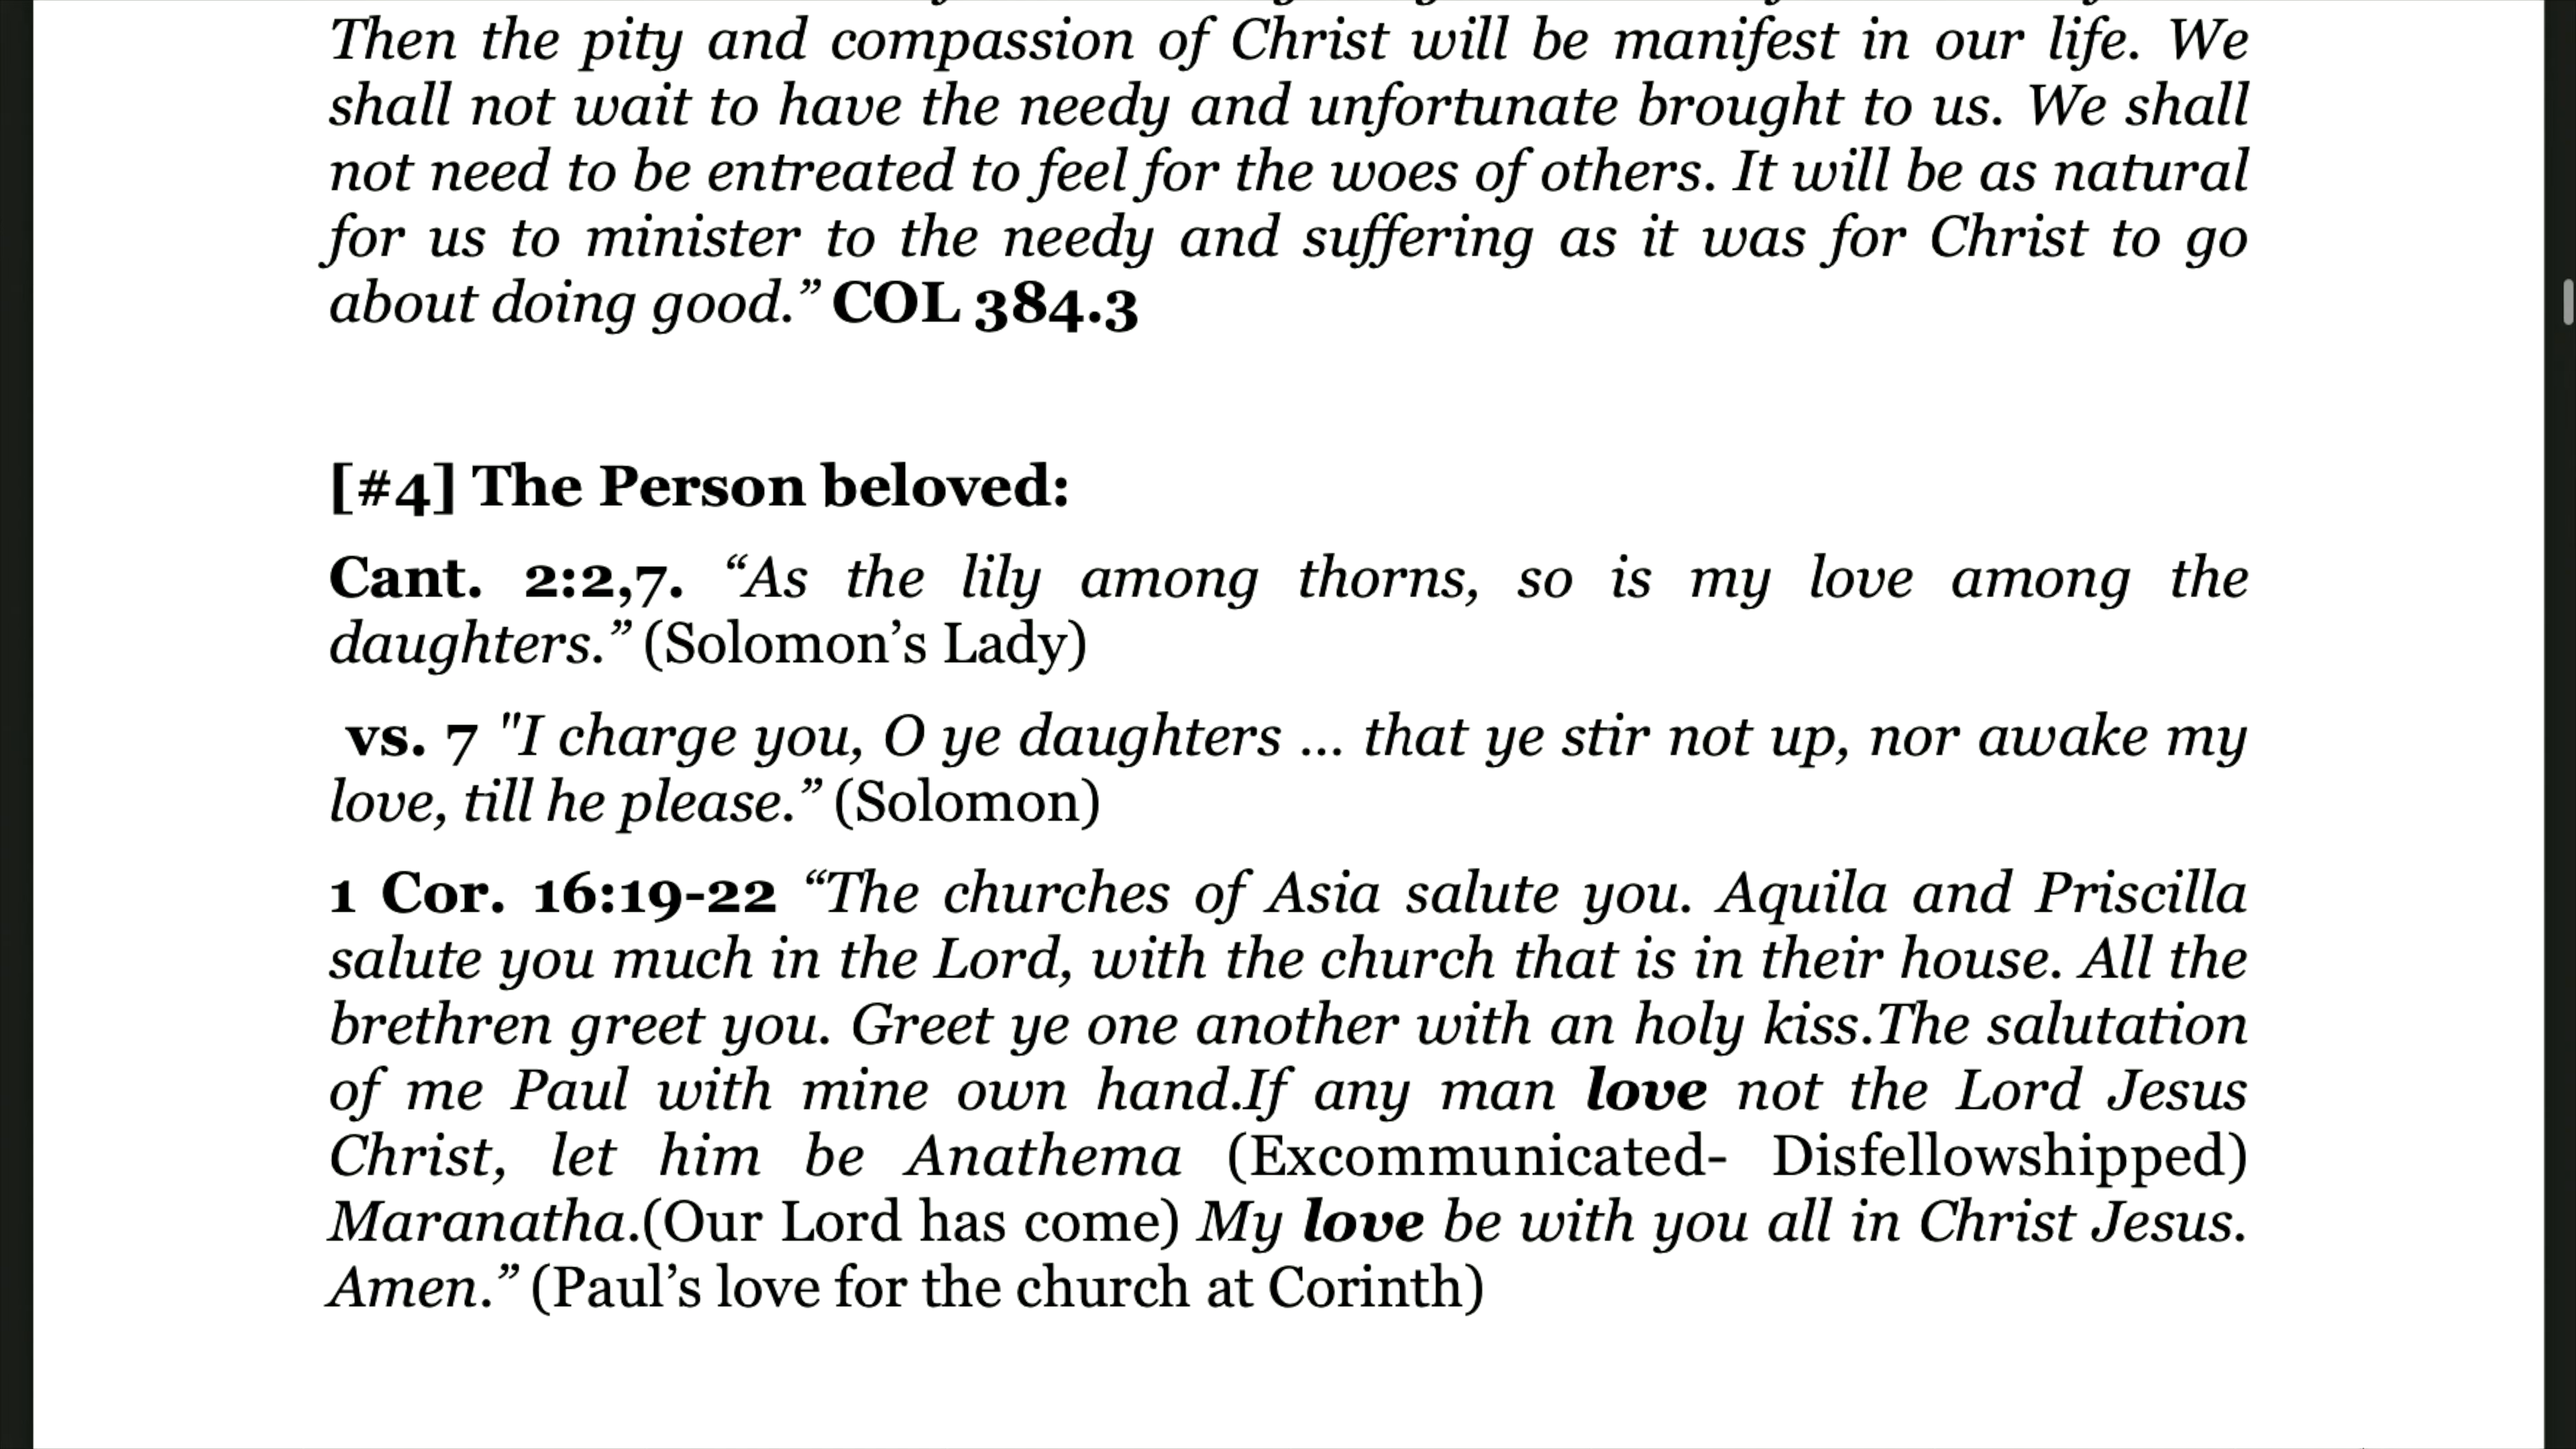 Then the pity and compassion of Christ will be manifest in our life. We
shall not wait to have the needy and unfortunate brought to us. We shall
not need to be entreated to feel for the woes of others. It will be as natural
for us to minister to the needy and suffering as it was for Christ to go
about doing good.” COL 384.3
[#4] The Person beloved:
Cant. 2:2,7. “As the lily among thorns, so is my love among the
daughters.” (Solomon’s Lady)
vs. 7 "I charge you, O ye daughters ... that ye stir not up, nor awake my
love, till he please.” (Solomon)
1 Cor. 16:19-22 “The churches of Asia salute you. Aquila and Priscilla
salute you much in the Lord, with the church that is in their house. All the
brethren greet you. Greet ye one another with an holy kiss.The salutation
of me Paul with mine own hand.If any man love not the Lord Jesus
Christ, let him be Anathema (Excommunicated- Disfellowshipped)
Maranatha.(Our Lord has come) My love be with you all in Christ Jesus.
Amen.” (Paul’s love for the church at Corinth)